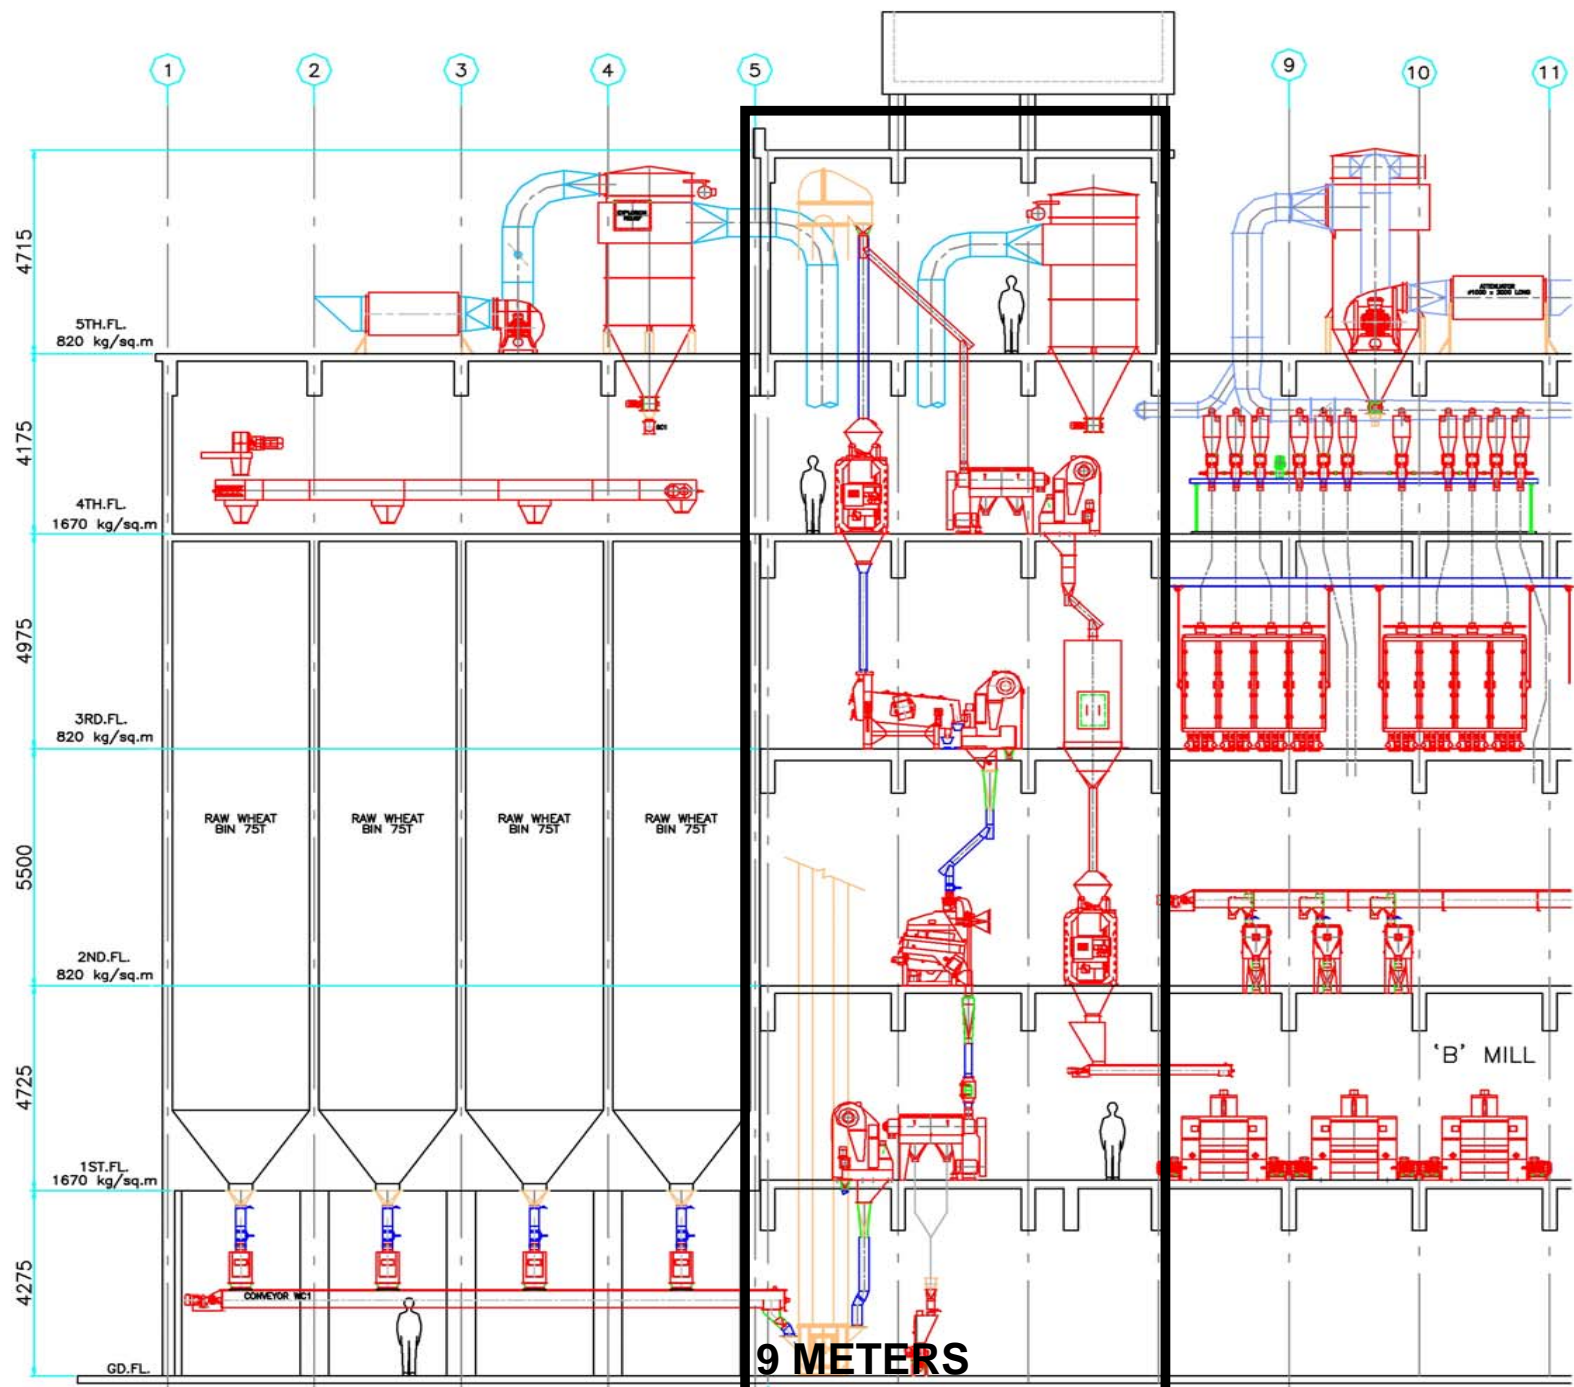 1
2
3
4
5
9
10
11
EXPLOSION
RELIEF
4715
5TH.FL.
820 kg/sq.m
ATTENUATOR
4175
4TH.FL.
1670 kg/sq.m
4975
3RD.FL.
820 kg/sq.m
RAW WHEAT
BIN 75T
RAW WHEAT
BIN 75T
RAW WHEAT
BIN 75T
RAW WHEAT
BIN 75T
5500
2ND.FL.
820 kg/sq.m
'B' MILL
4725
1ST.FL.
1670 kg/sq.m
4275
CONVEYOR WC1
GD.FL.
9 METERS